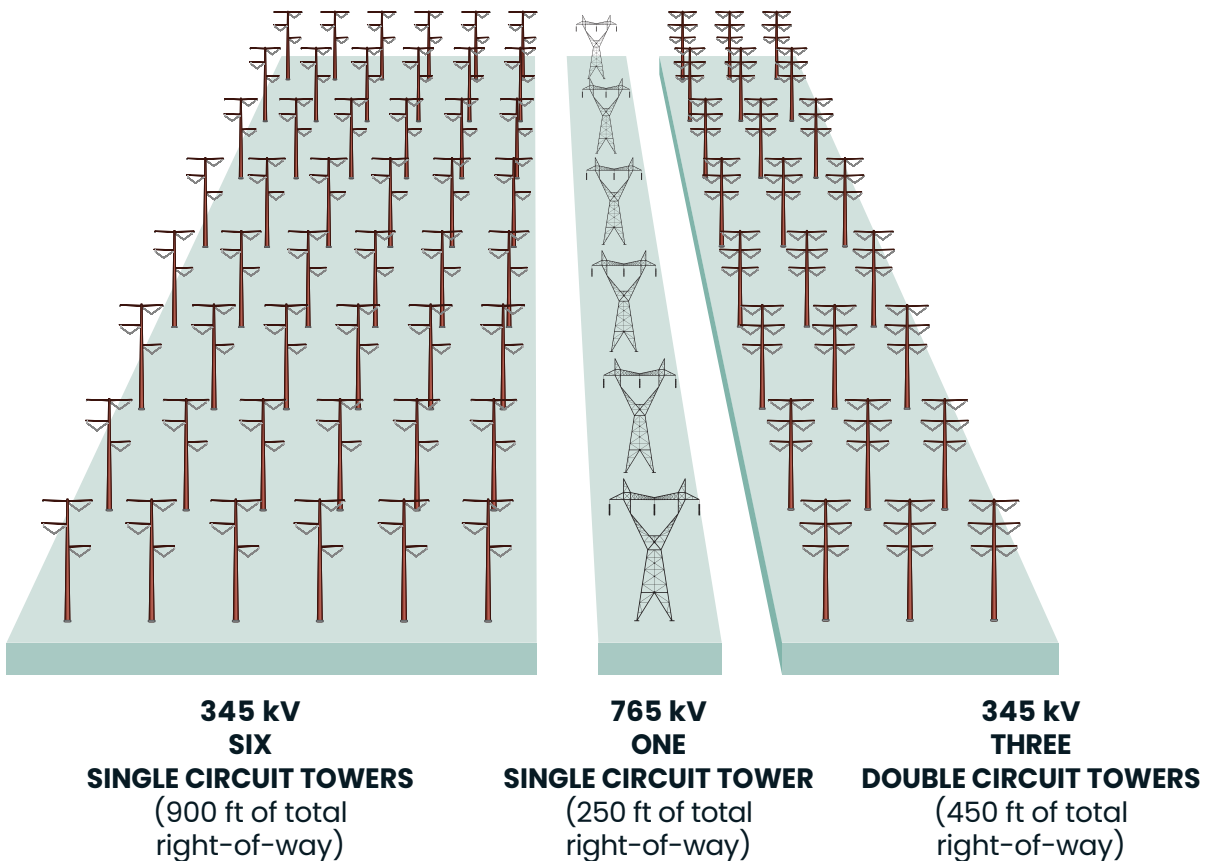 345 kV
SIX
SINGLE CIRCUIT TOWERS
(900 ft of total
right-of-way)
765 kV
ONE
SINGLE CIRCUIT TOWER
(250 ft of total
right-of-way)
345 kV
THREE
DOUBLE CIRCUIT TOWERS
(450 ft of total
right-of-way)